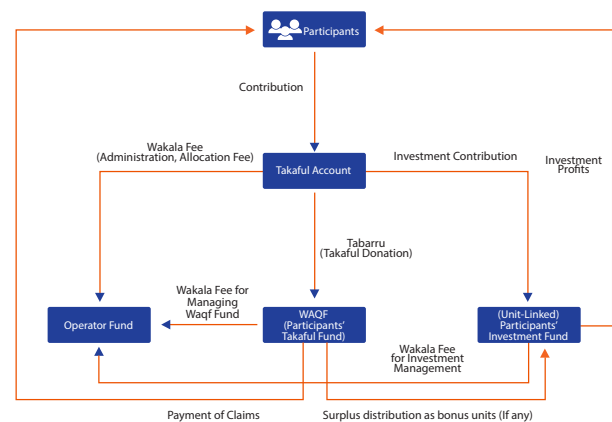 Participants
Contribution
Wakala Fee
(Administration, Allocation Fee)
Investment Contribution
Investment
Profits
Takaful Account
Tabarru
(Takaful Donation)
Wakala Fee for
Managing
Waqf Fund
Operator Fund
WAQF
(Participants’
Takaful Fund)
(Unit-Linked)
Participants’
Investment Fund
Wakala Fee
for Investment
Management
Payment of Claims
Surplus distribution as bonus units (If any)